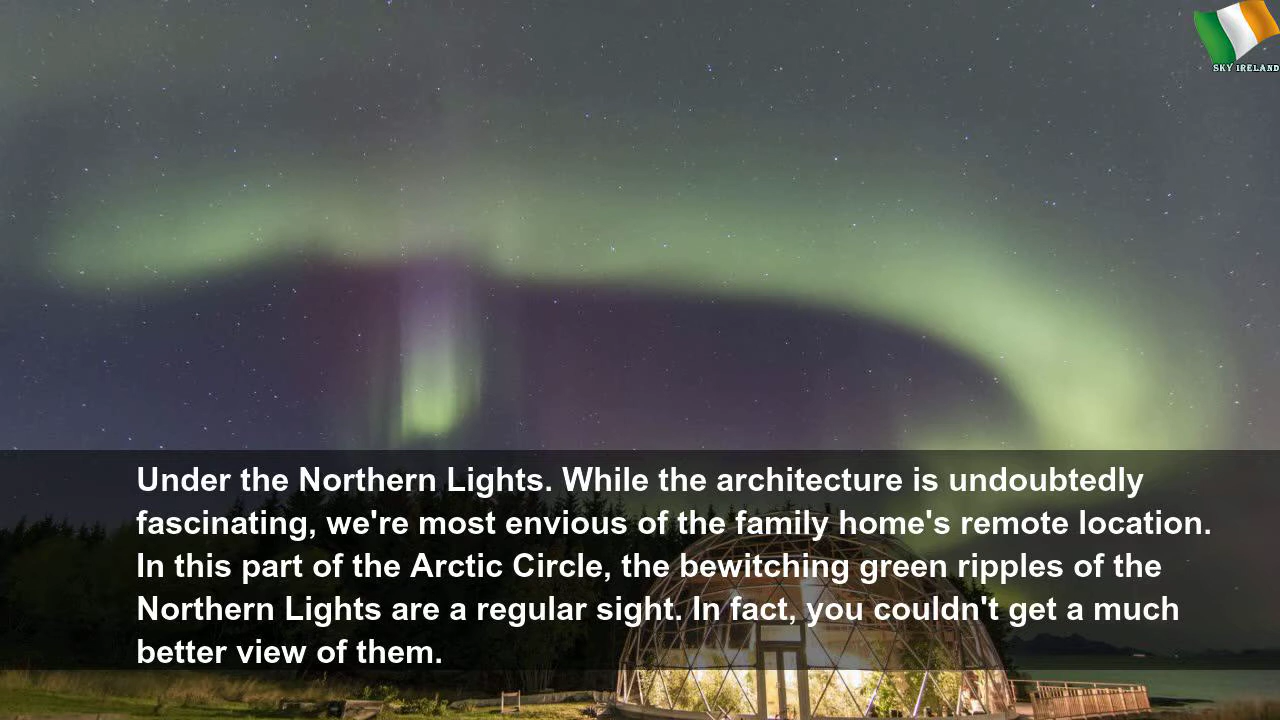 SKY IRELAND
Under the Northern Lights. While the architecture is undoubtedly
fascinating, we're most envious of the family home's remote location.
In this part of the Arctic Circle, the bewitching green ripples of the
Northern Lights are a regular sight. In fact, you couldn't get a much
better view of them.